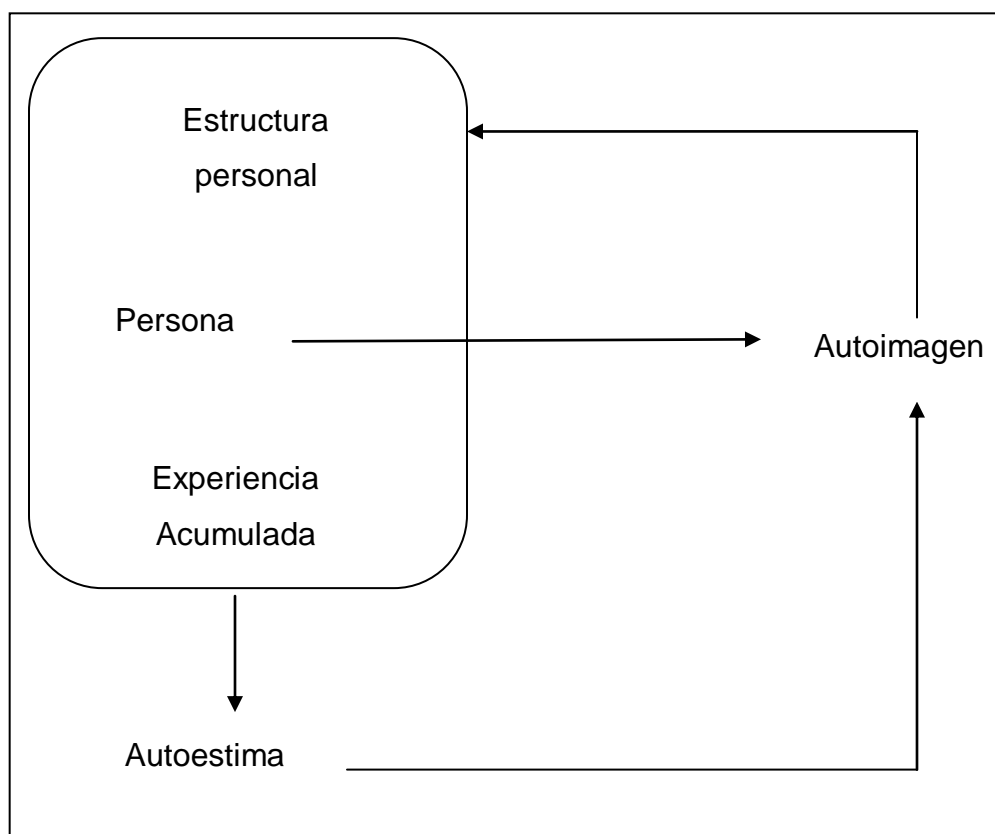 Estructura
personal
Persona
Autoimagen
Experiencia
Acumulada
Autoestima